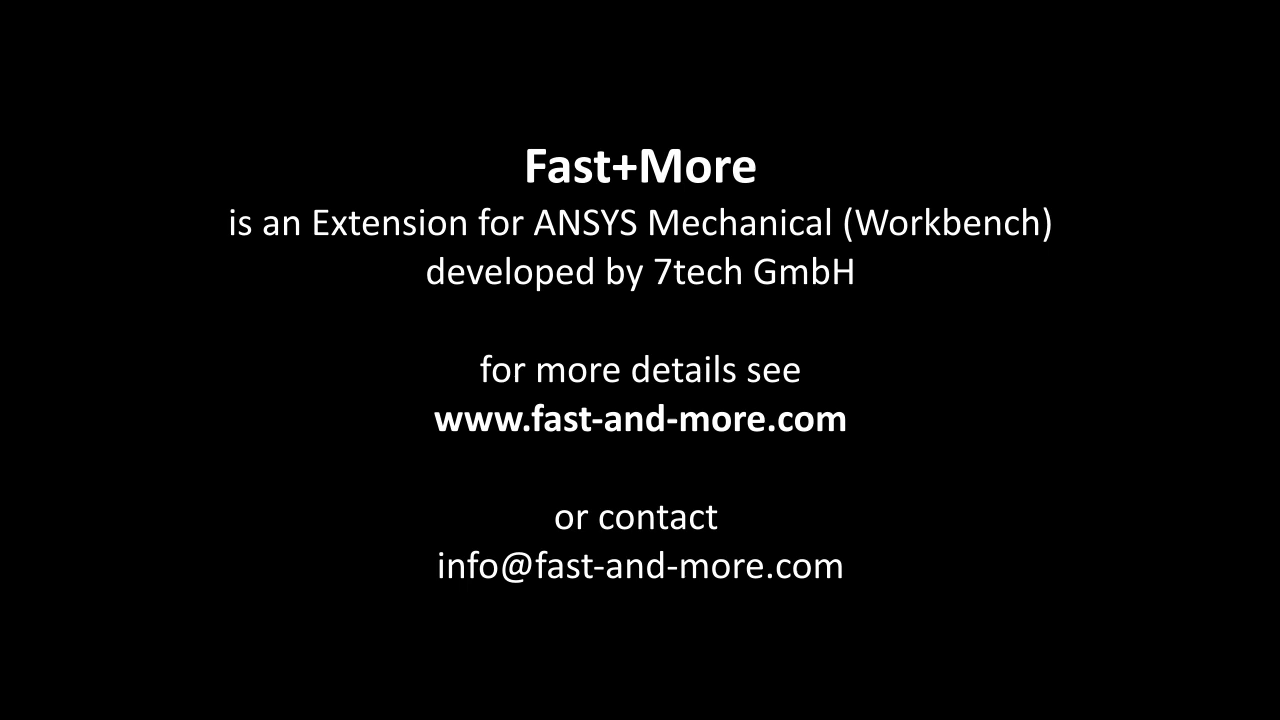 Fast+More
is an Extension for ANSYS Mechanical (Workbench)
developed by 7tech GmbH
for more details see
www.fast-and-more.com
or contact
info@fast-and-more.com